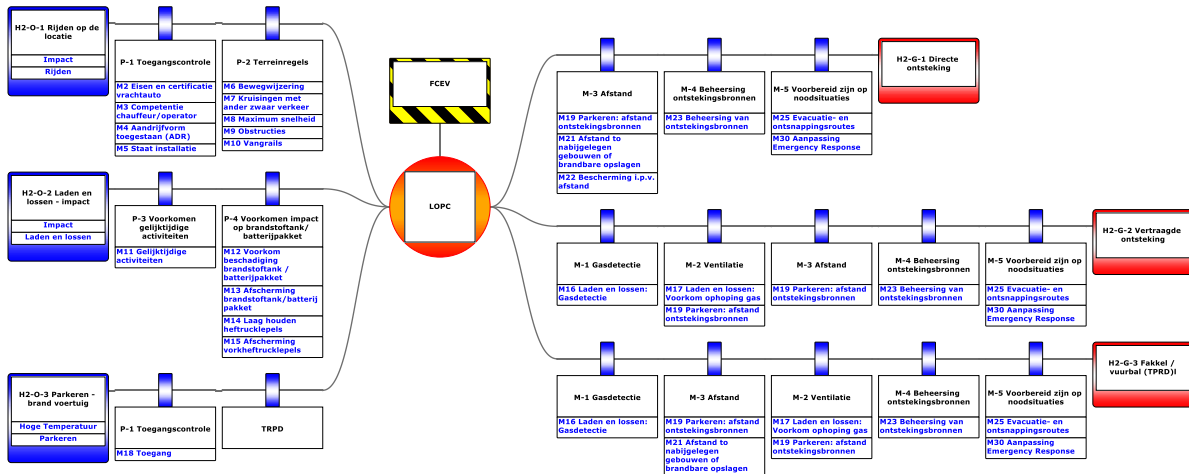 H2-O-1 Rijden op de
locatie
Impact
Rijden
P-1 Toegangscontrole
M2 Eisen en certificatie
vrachtauto
M3 Competentie
chauffeur/operator
M4 Aandrijfvorm
toegestaan (ADR)
M5 Staat installatie
P-2 Terreinregels
M6 Bewegwijzering
M7 Kruisingen met
ander zwaar verkeer
M8 Maximum snelheid
M9 Obstructies
M10 Vangrails
H2-O-2 Laden en
lossen - impact
Impact
Laden en lossen
P-3 Voorkomen
gelijktijdige
activiteiten
M11 Gelijktijdige
activiteiten
P-4 Voorkomen impact
op brandstoftank/
batterijpakket
M12 Voorkom
beschadiging
brandstoftank /
batterijpakket
M13 Afscherming
brandstoftank/batterij
pakket
M14 Laag houden
heftrucklepels
M15 Afscherming
vorkheftrucklepels
H2-O-3 Parkeren -
brand voertuig
Hoge Temperatuur
Parkeren
P-1 Toegangscontrole
M18 Toegang
TRPD
FCEV
LOPC
M-3 Afstand
M19 Parkeren: afstand
ontstekingsbronnen
M21 Afstand to
nabijgelegen
gebouwen of
brandbare opslagen
M22 Bescherming i.p.v.
afstand
M-4 Beheersing
ontstekingsbronnen
M23 Beheersing van
ontstekingsbronnen
M-5 Voorbereid zijn op
noodsituaties
M25 Evacuatie- en
ontsnappingsroutes
M30 Aanpassing
Emergency Response
H2-G-1 Directe
ontsteking
M-1 Gasdetectie
M16 Laden en lossen:
Gasdetectie
M-2 Ventilatie
M17 Laden en lossen:
Voorkom ophoping gas
M19 Parkeren: afstand
ontstekingsbronnen
M-3 Afstand
M19 Parkeren: afstand
ontstekingsbronnen
M-4 Beheersing
ontstekingsbronnen
M23 Beheersing van
ontstekingsbronnen
M-5 Voorbereid zijn op
noodsituaties
M25 Evacuatie- en
ontsnappingsroutes
M30 Aanpassing
Emergency Response
H2-G-2 Vertraagde
ontsteking
M-1 Gasdetectie
M16 Laden en lossen:
Gasdetectie
M-3 Afstand
M19 Parkeren: afstand
ontstekingsbronnen
M21 Afstand to
nabijgelegen
gebouwen of
brandbare opslagen
M-2 Ventilatie
M17 Laden en lossen:
Voorkom ophoping gas
M19 Parkeren: afstand
ontstekingsbronnen
M-4 Beheersing
ontstekingsbronnen
M23 Beheersing van
ontstekingsbronnen
M-5 Voorbereid zijn op
noodsituaties
M25 Evacuatie- en
ontsnappingsroutes
M30 Aanpassing
Emergency Response
H2-G-3 Fakkel /
vuurbal (TPRD)l